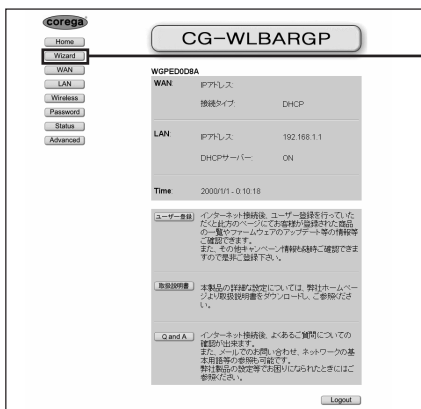 corega
CG-WLBARGP
Home
Wizard
WAN
LAN
Wireless
Password
Status
Advanced
WGPED0D8A
WAN: IPアドレス:
接続タイプ: DHCP
LAN: IPアドレス: 192.168.1.1
DHCPサーバー: ON
Time: 2000/1/1 - 0:10:18
ユーザー登録 インターネット接続後、ユーザー登録を行っていた
だくと此方のページにてお客様が登録された商品
の一覧やファームウェアのアップデート等の情報等
ご確認できます。
また、その他キャンペーン情報も随時ご確認できま
すので是非ご登録下さい。
取扱説明書 本製品の詳細な設定については、弊社ホームペー
ジより取扱説明書をダウンロードし、ご参照くださ
い。
Q and A インターネット接続後、よくあるご質問についての
確認が出来ます。
また、メールでのお問い合わせ、ネットワークの基
本用語等の参照も可能です。
弊社製品の設定等でお困りになられたときにはご
参照ください。
Logout